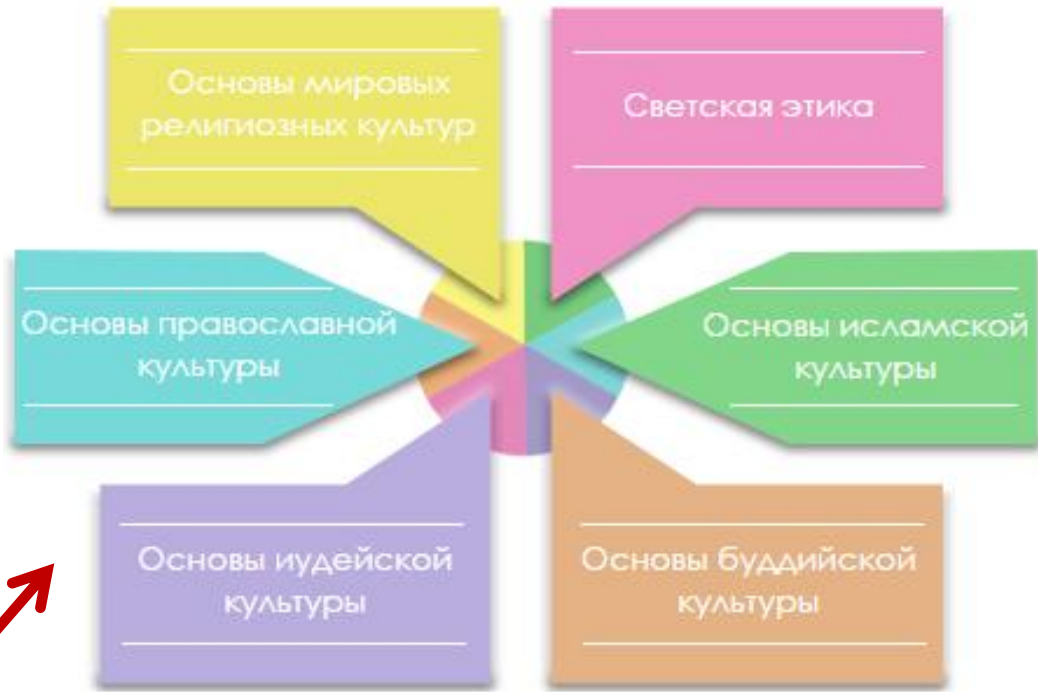 Основы мировых
религиозных культур
Светская этика
Основы православной
культуры
Основы исламской
культуры
Основы иудейской
культуры
Основы буддийской
культуры